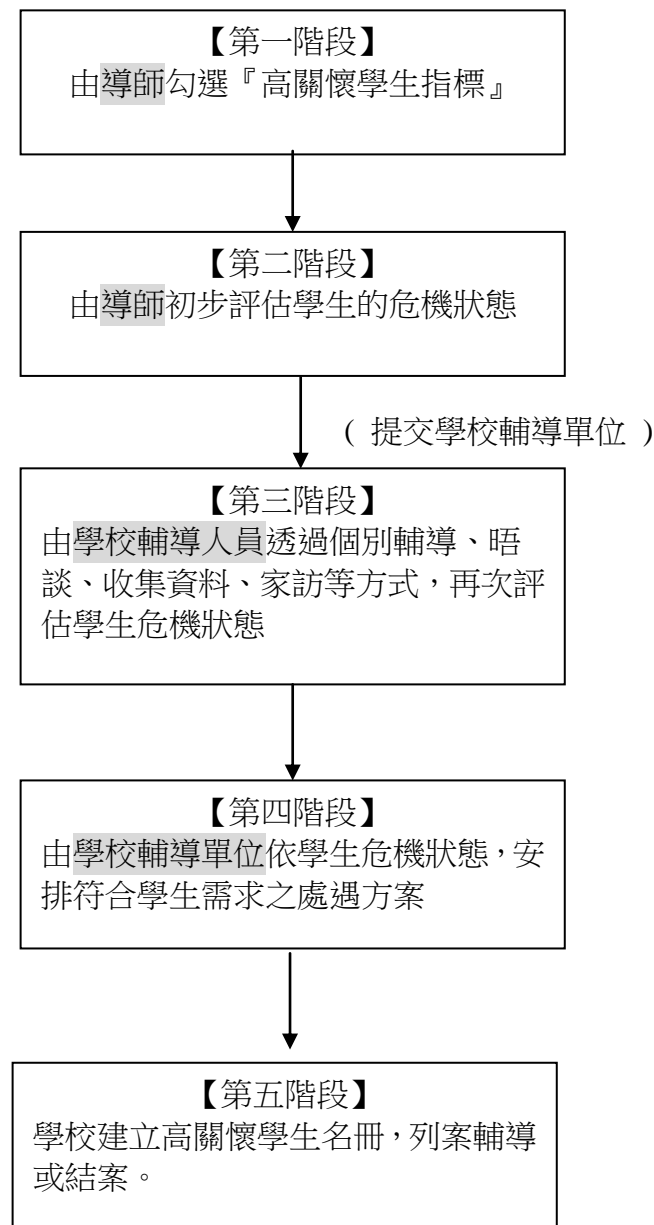 【第一階段】
由導師勾選『高關懷學生指標』
【第二階段】
由導師初步評估學生的危機狀態
( 提交學校輔導單位 )
【第三階段】
由學校輔導人員透過個別輔導、晤
談、收集資料、家訪等方式，再次評
估學生危機狀態
【第四階段】
由學校輔導單位依學生危機狀態，安
排符合學生需求之處遇方案
【第五階段】
學校建立高關懷學生名冊，列案輔導
或結案。